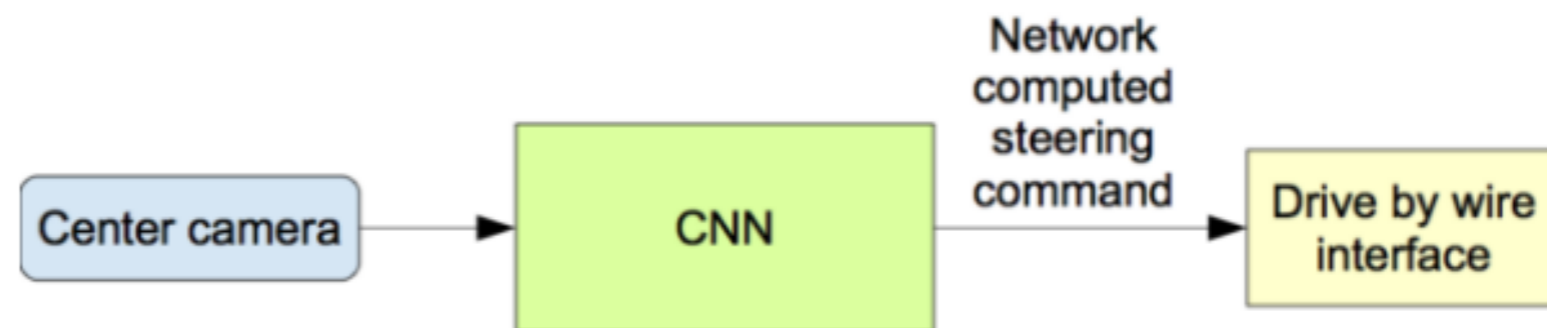 Center camera
CNN
Network
computed
steering
command
Drive by wire
interface